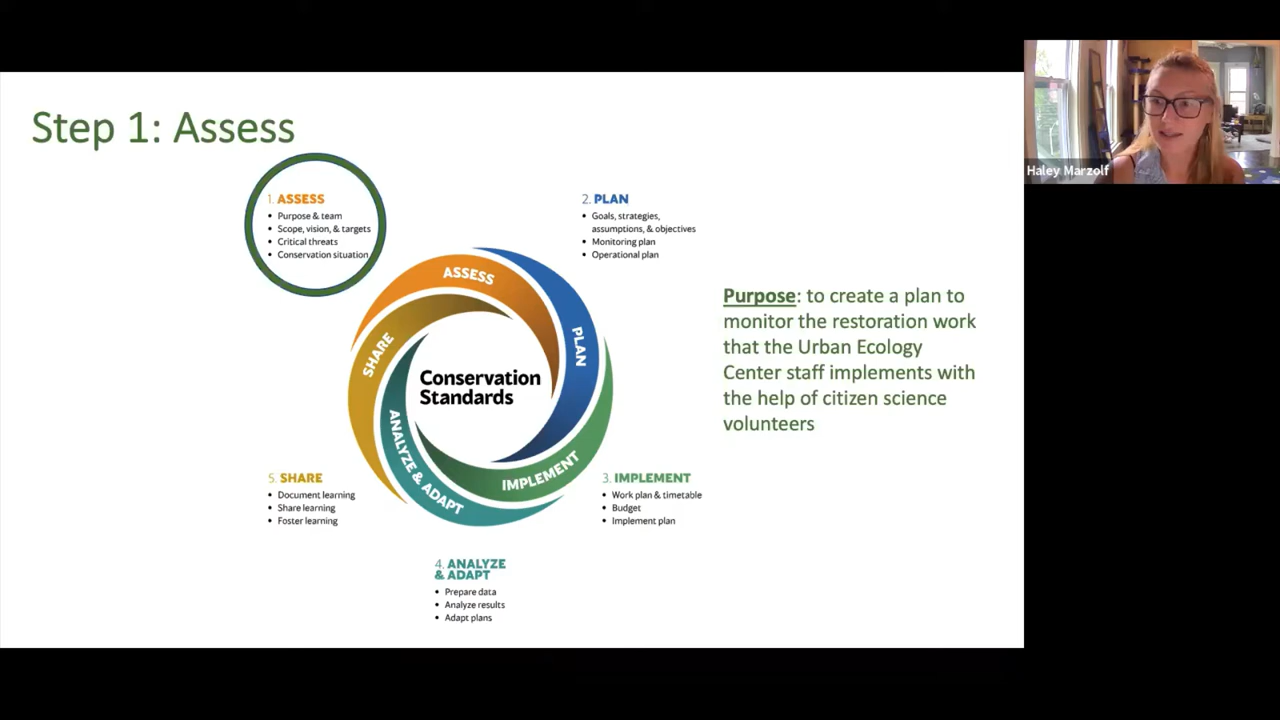 Step 1: Assess
1. ASSESS
• Purpose & team
• Scope, vision, & targets
• Critical threats
• Conservation situation
2. PLAN
• Goals, strategies,
assumptions, & objectives
• Monitoring plan
• Operational plan
ASSESS
PLAN
SHARE
Conservation
Standards
ANALYZE & ADAPT
IMPLEMENT
Purpose: to create a plan to
monitor the restoration work
that the Urban Ecology
Center staff implements with
the help of citizen science
volunteers
5. SHARE
• Document learning
• Share learning
• Foster learning
3. IMPLEMENT
• Work plan & timetable
• Budget
• Implement plan
4. ANALYZE
& ADAPT
• Prepare data
• Analyze results
• Adapt plans
Haley Marzolf